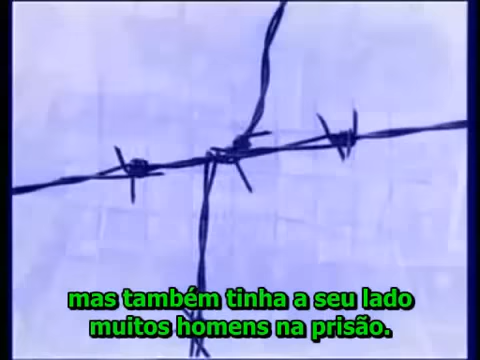 mas também tinha a seu lado
muitos homens na prisão.